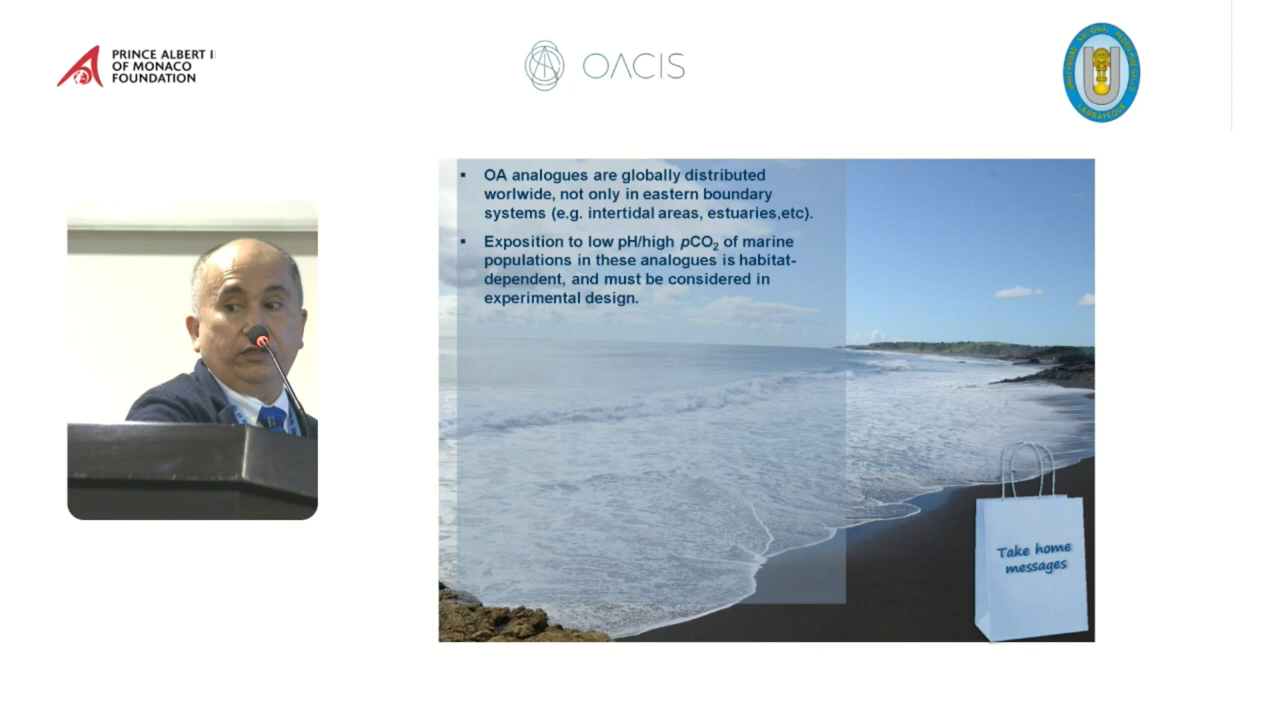 PRINCE ALBERT II
OF MONACO
FOUNDATION
OACIS
LAMBAYEQUE
▪ OA analogues are globally distributed
worlwide, not only in eastern boundary
systems (e.g. intertidal areas, estuaries,etc).
▪ Exposition to low pH/high pCO₂ of marine
populations in these analogues is habitat-
dependent, and must be considered in
experimental design.
Take home
messages